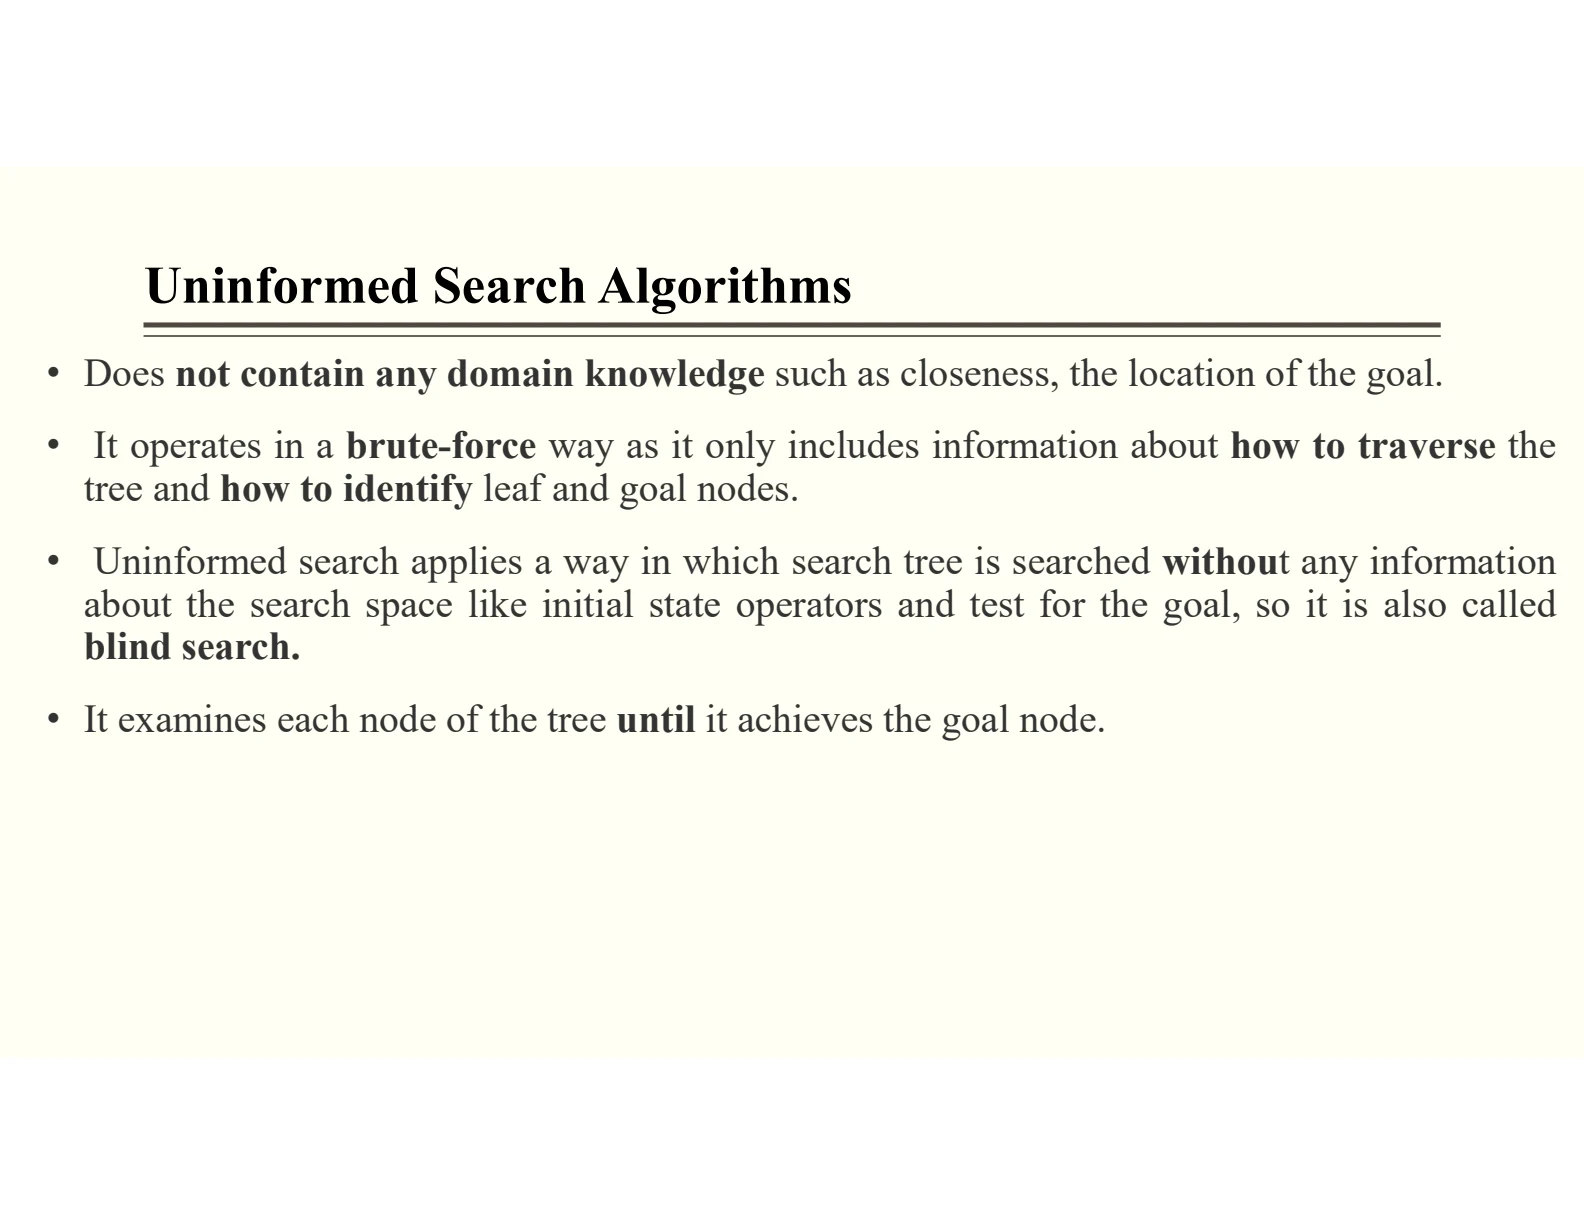 Uninformed Search Algorithms
• Does not contain any domain knowledge such as closeness, the location of the goal.
• It operates in a brute-force way as it only includes information about how to traverse the
tree and how to identify leaf and goal nodes.
• Uninformed search applies a way in which search tree is searched without any information
about the search space like initial state operators and test for the goal, so it is also called
blind search.
• It examines each node of the tree until it achieves the goal node.